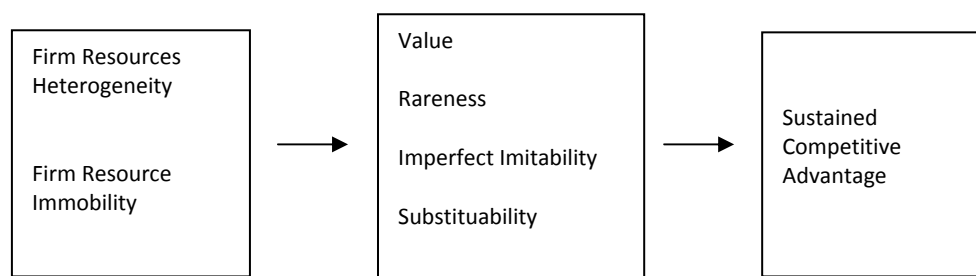 Firm Resources
Heterogeneity
Firm Resource
Immobility
Value
Rareness
Imperfect Imitability
Substituability
Sustained
Competitive
Advantage